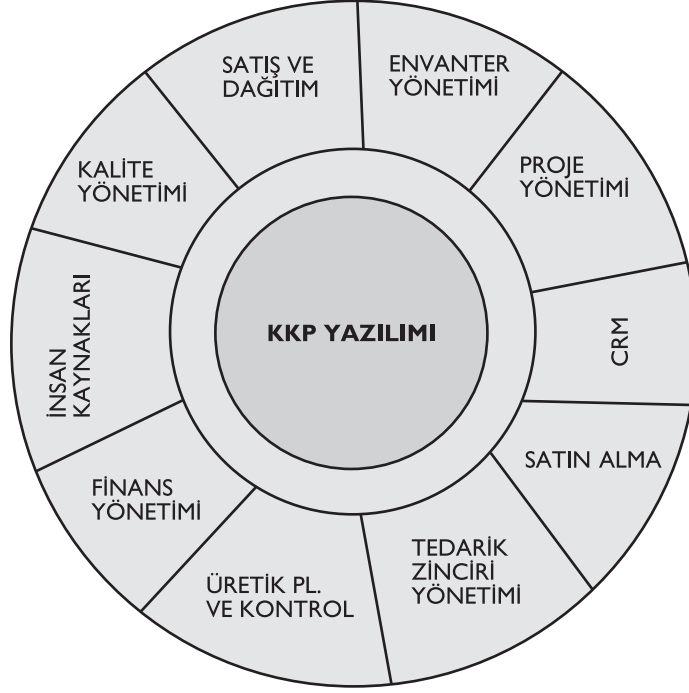 SATIŞ VE
DAĞITIM
ENVANTER
YÖNETİMİ
PROJE
YÖNETİMİ
CRM
SATIN ALMA
TEDARİK
ZİNCİRİ
YÖNETİMİ
ÜRETİK PL.
VE KONTROL
FİNANS
YÖNETİMİ
İNSAN
KAYNAKLARI
KALİTE
YÖNETİMİ
KKP YAZILIMI